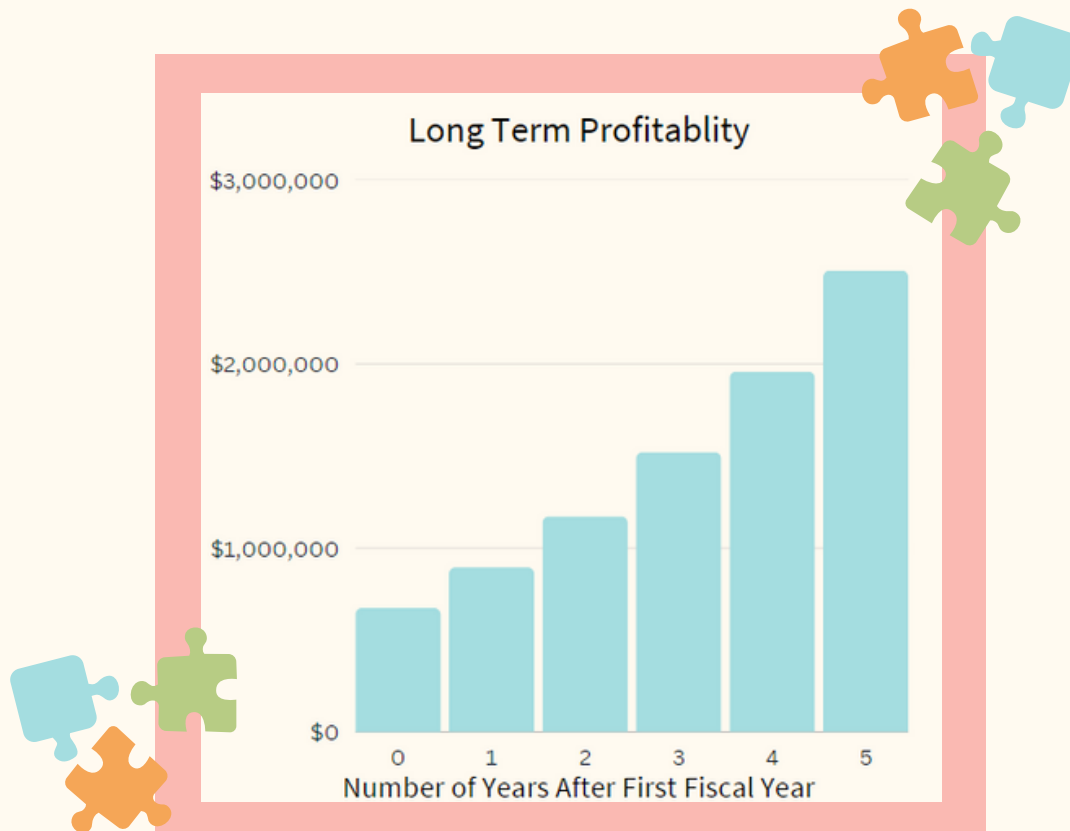 Long Term Profitablity
$3,000,000
$2,000,000
$1,000,000
$0
0 1 2 3 4 5
Number of Years After First Fiscal Year